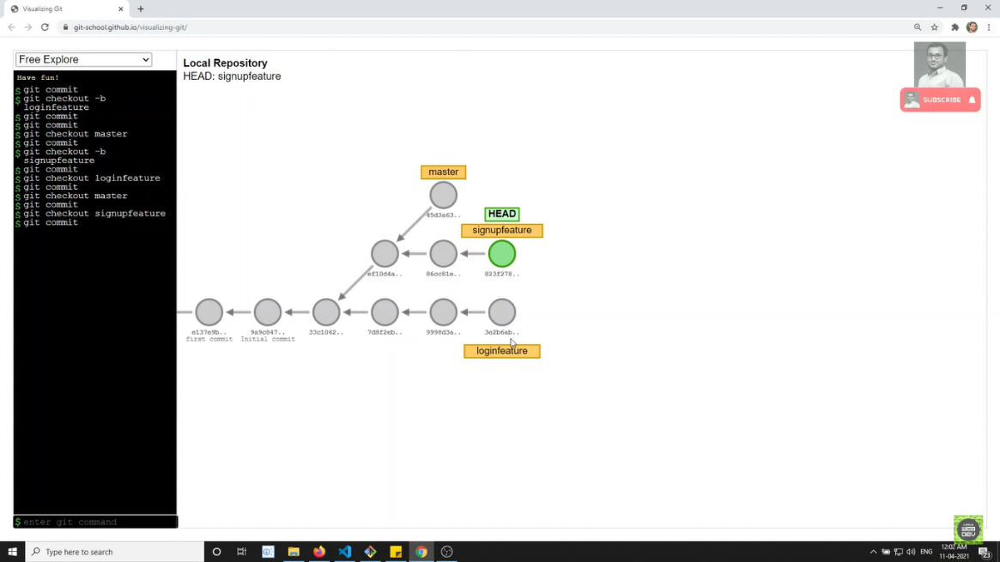 Visualizing Git
git-school.github.io/visualizing-git/
Free Explore
Local Repository
HEAD: signupfeature
SUBSCRIBE
Have fun!
$ git commit
$ git checkout -b
loginfeature
$ git commit
$ git commit
$ git checkout master
$ git commit
$ git checkout -b
signupfeature
$ git commit
$ git checkout loginfeature
$ git commit
$ git checkout master
$ git commit
$ git checkout signupfeature
$ git commit
master
45d3a63..
HEAD
signupfeature
ef10d4a..
86cc81e..
823f278..
e137e9b..
first commit
9a9c847..
Initial commit
33c1062..
7d8f2eb..
9998d3a..
3e2b6ab..
loginfeature
$ enter git command
WEB
DEV
Type here to search
ENG
12:02 AM
11-04-2021
23